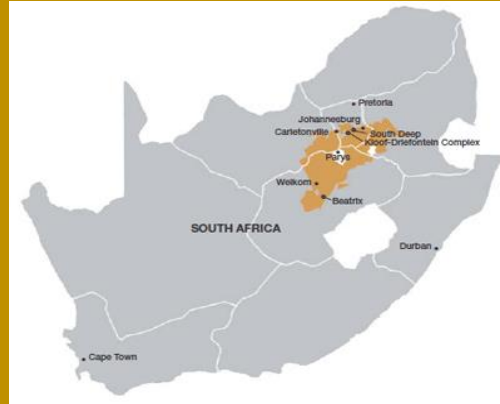 Pretoria
Johannesburg
Carletonville
South Deep
Kloof-Driefontein Complex
Parys
Welkom
Beatrix
SOUTH AFRICA
Durban
Cape Town